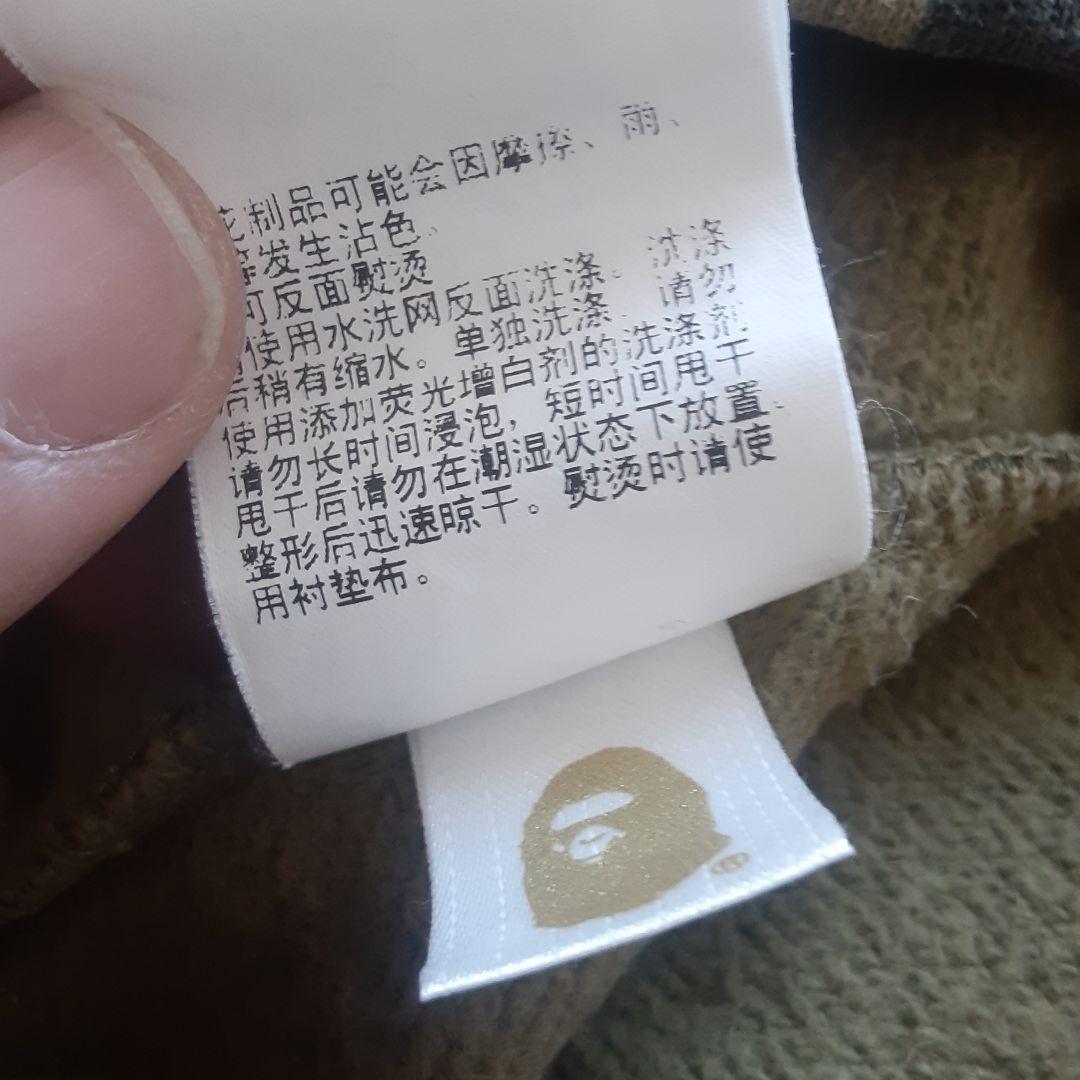 制品可能会因摩擦、雨、
发生沾色。
可反面熨烫
使用水洗网反面洗涤。洗涤
后稍有缩水。单独洗涤。请勿
使用添加荧光增白剂的洗涤剂
请勿长时间浸泡，短时间甩干
甩干后请勿在潮湿状态下放置。
整形后迅速晾干。熨烫时请使
用衬垫布。